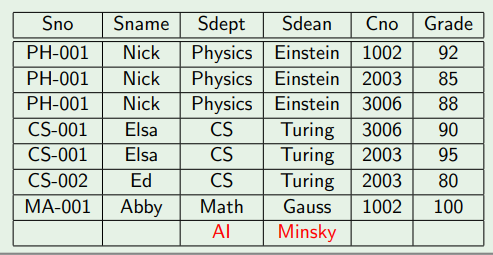 Sno Sname Sdept Sdean Cno Grade
PH-001 Nick Physics Einstein 1002 92
PH-001 Nick Physics Einstein 2003 85
PH-001 Nick Physics Einstein 3006 88
CS-001 Elsa CS Turing 3006 90
CS-001 Elsa CS Turing 2003 95
CS-002 Ed CS Turing 2003 80
MA-001 Abby Math Gauss 1002 100
AI Minsky